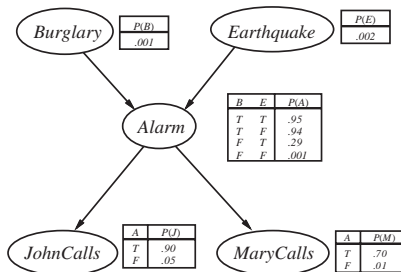 Burglary
P(B)
.001
Earthquake
P(E)
.002
Alarm
B E P(A)
T T .95
T F .94
F T .29
F F .001
JohnCalls
A P(J)
T .90
F .05
MaryCalls
A P(M)
T .70
F .01